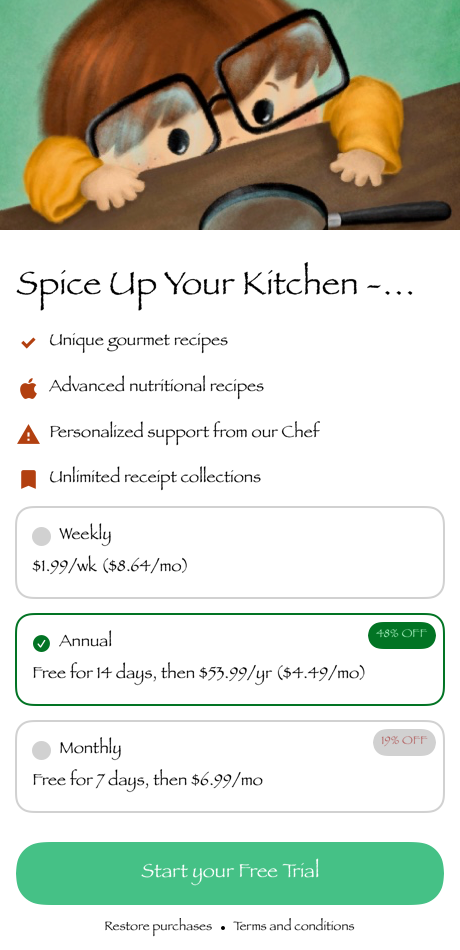 Spice Up Your Kitchen -...
Unique gourmet recipes
Advanced nutritional recipes
Personalized support from our Chef
Unlimited receipt collections
Weekly
$1.99/wk ($8.64/mo)
Annual
48% OFF
Free for 14 days, then $53.99/yr ($4.49/mo)
Monthly
19% OFF
Free for 7 days, then $6.99/mo
Start your Free Trial
Restore purchases • Terms and conditions